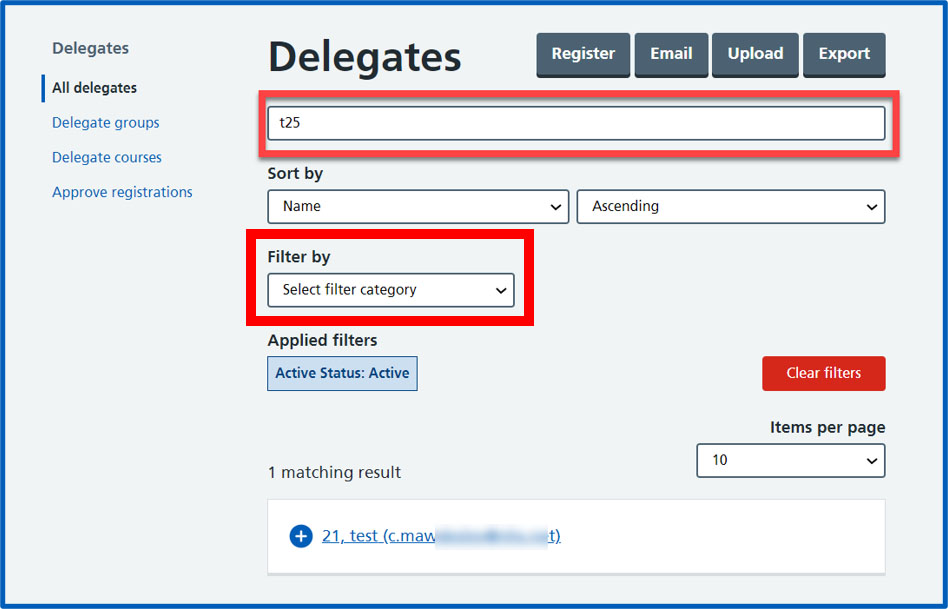 Delegates
All delegates
Delegate groups
Delegate courses
Approve registrations
Delegates
Register Email Upload Export
t25
Sort by
Name Ascending
Filter by
Select filter category
Applied filters
Active Status: Active Clear filters
Items per page
10
1 matching result
21, test (c.maw t)